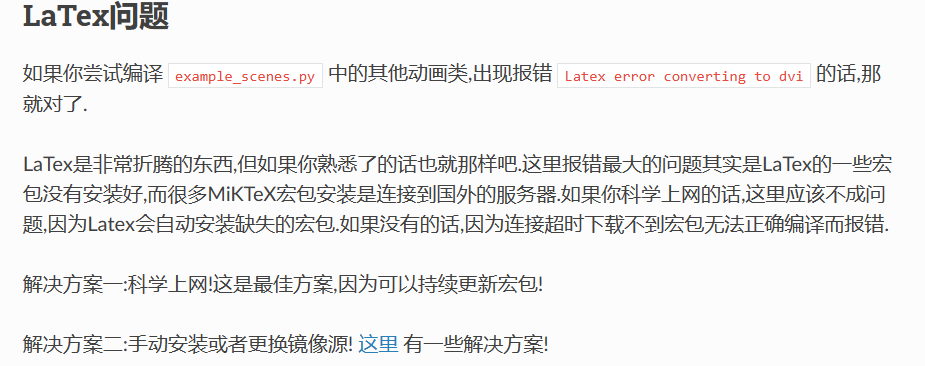 LaTex问题
如果你尝试编译 example_scenes.py 中的其他动画类,出现报错 Latex error converting to dvi 的话,那
就对了.
LaTex是非常折腾的东西,但如果你熟悉了的话也就那样吧.这里报错最大的问题其实是LaTex的一些宏
包没有安装好,而很多MiKTeX宏包安装是连接到国外的服务器.如果你科学上网的话,这里应该不成问
题,因为Latex会自动安装缺失的宏包.如果没有的话,因为连接超时下载不到宏包无法正确编译而报错.
解决方案一:科学上网!这是最佳方案,因为可以持续更新宏包!
解决方案二:手动安装或者更换镜像源! 这里 有一些解决方案!